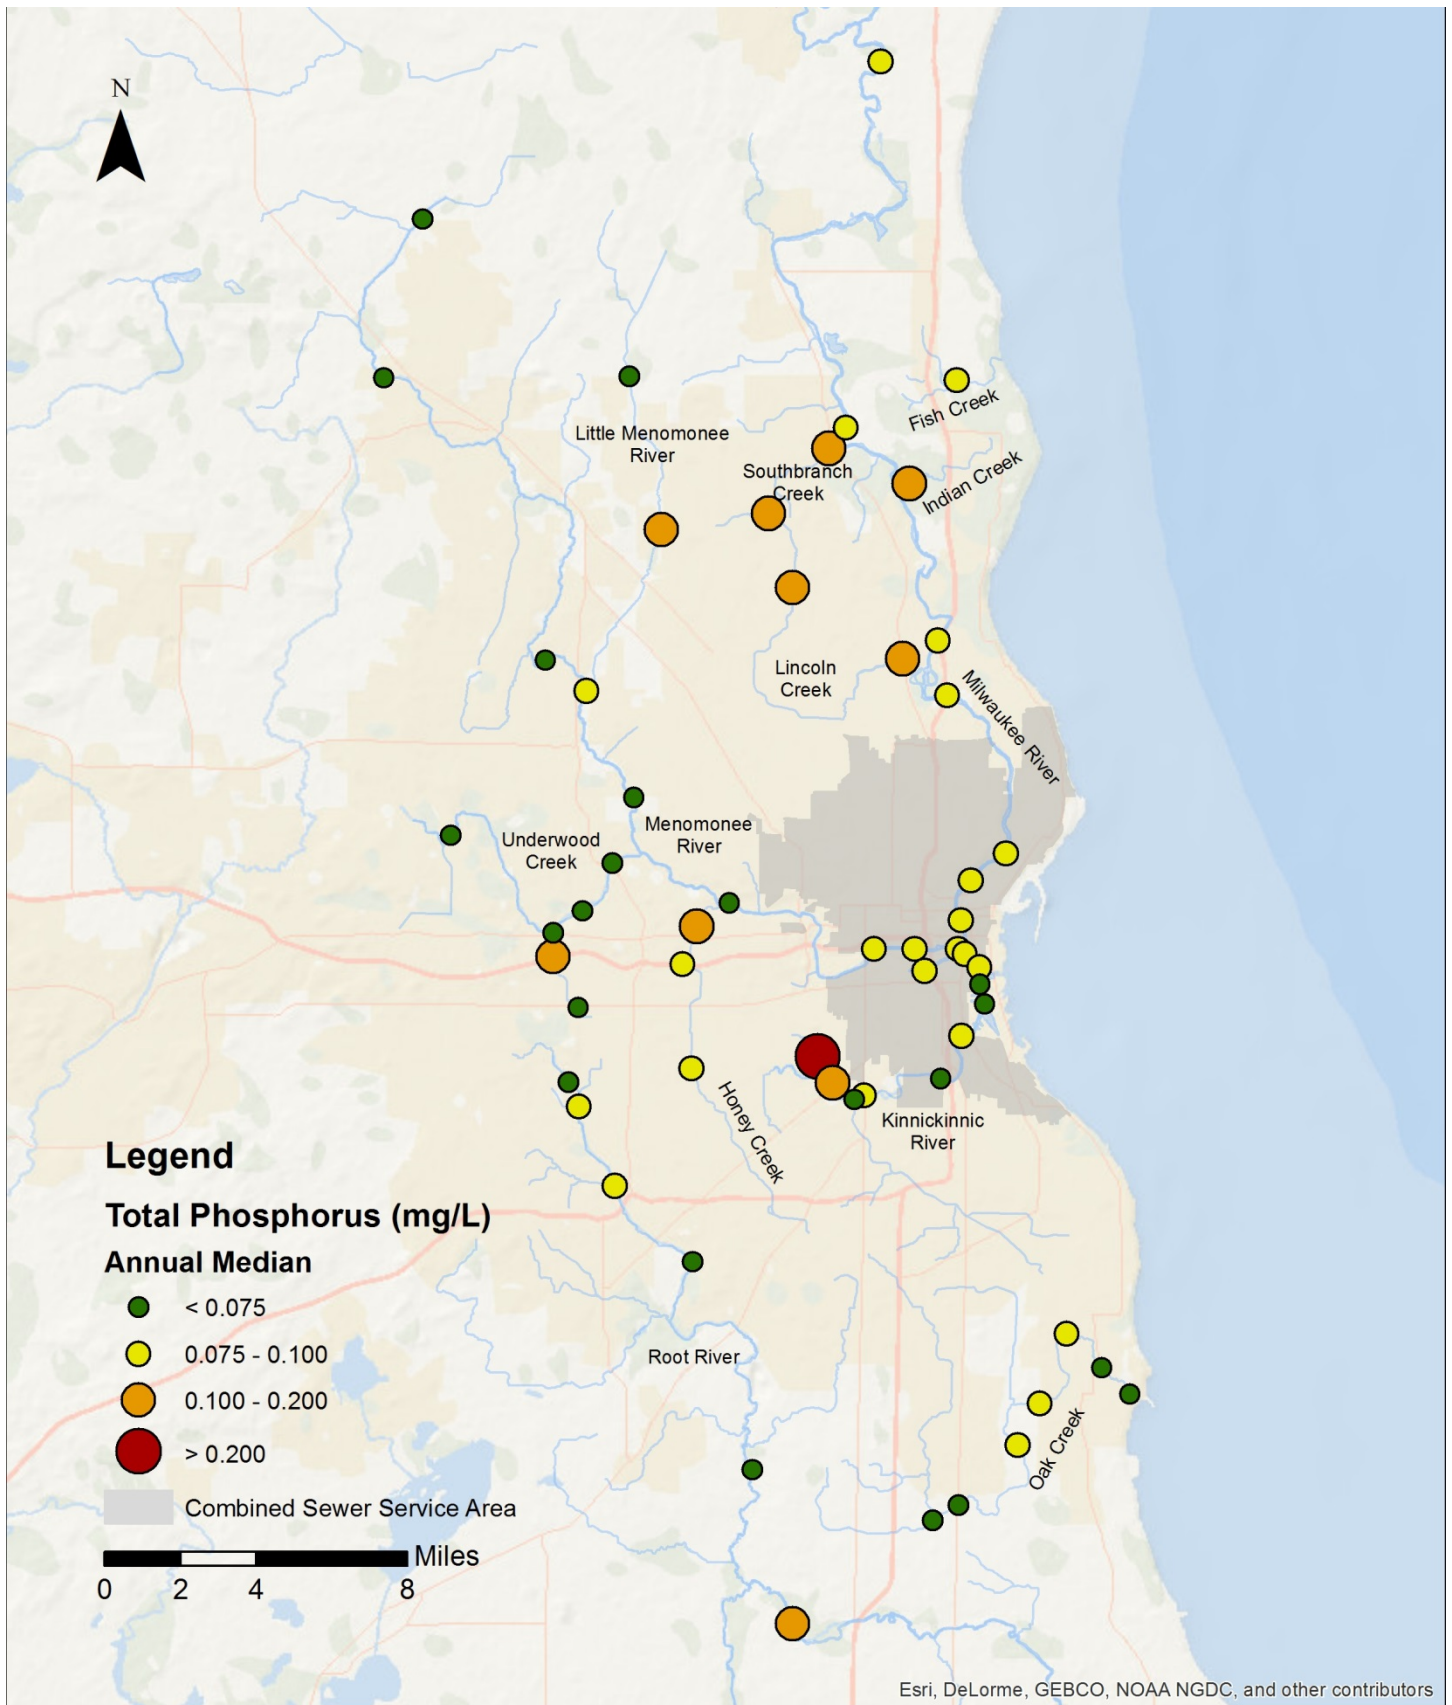 N
Fish Creek
Little Menomonee
River
Indian Creek
Southbranch
Creek
Lincoln
Creek
Milwaukee River
Menomonee
River
Underwood
Creek
Honey Creek
Kinnickinnic
River
Legend
Total Phosphorus (mg/L)
Annual Median
< 0.075
0.075 - 0.100
0.100 - 0.200
> 0.200
Combined Sewer Service Area
Miles
0 2 4 8
Root River
Oak Creek
Esri, DeLorme, GEBCO, NOAA NGDC, and other contributors